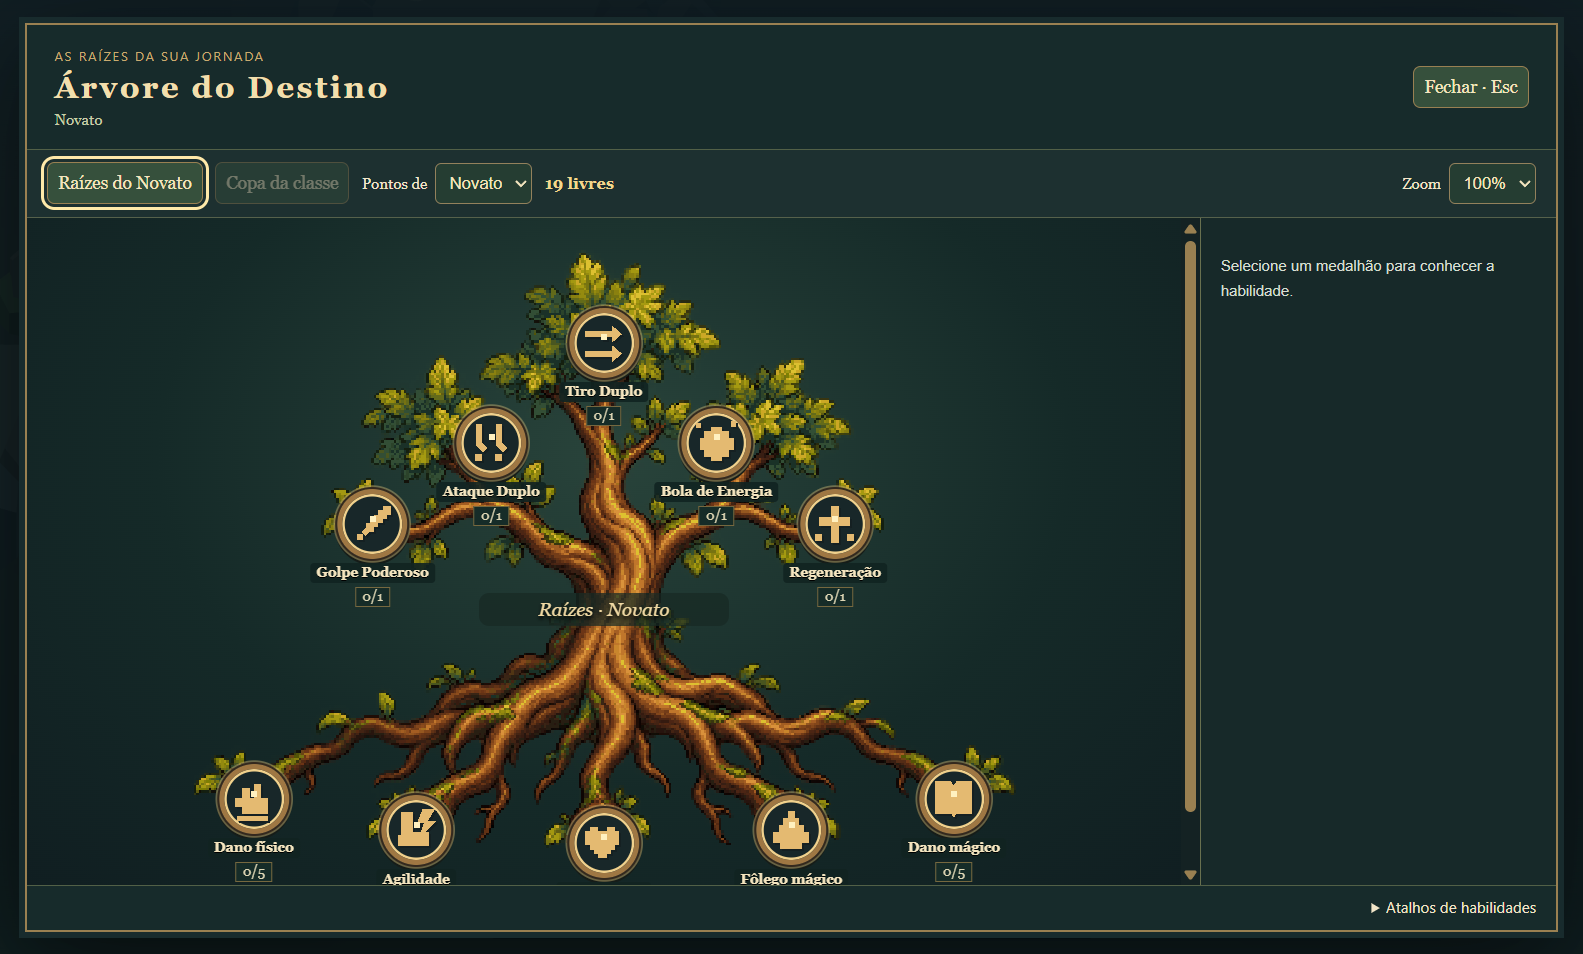 AS RAÍZES DA SUA JORNADA
Árvore do Destino
Novato
Fechar · Esc
Raízes do Novato
Copa da classe
Pontos de
Novato
19 livres
Zoom
100%
Selecione um medalhão para conhecer a
habilidade.
Tiro Duplo
0/1
Ataque Duplo
0/1
Bola de Energia
0/1
Golpe Poderoso
0/1
Regeneração
0/1
Raízes · Novato
Dano físico
0/5
Agilidade
Fôlego mágico
Dano mágico
0/5
Atalhos de habilidades